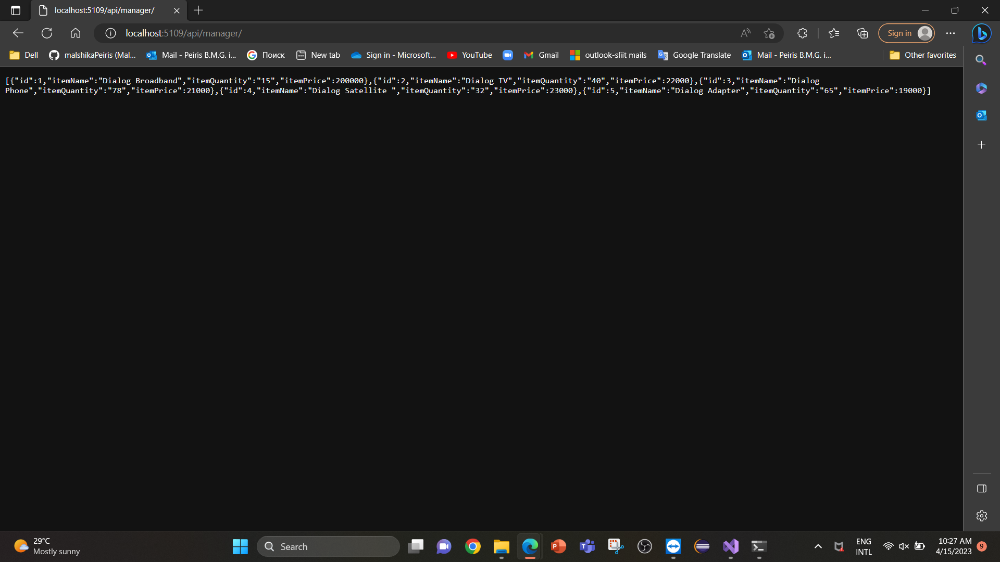 localhost:5109/api/manager/
localhost:5109/api/manager/
Sign in
Dell
malshikaPeiris (Mal...
Mail - Peiris B.M.G. i...
Поиск
New tab
Sign in - Microsoft...
YouTube
Gmail
outlook-sliit mails
Google Translate
Mail - Peiris B.M.G. i...
Other favorites
[{"id":1,"itemName":"Dialog Broadband","itemQuantity":"15","itemPrice":200000},{"id":2,"itemName":"Dialog TV","itemQuantity":"40","itemPrice":22000},{"id":3,"itemName":"Dialog
Phone","itemQuantity":"78","itemPrice":21000},{"id":4,"itemName":"Dialog Satellite ","itemQuantity":"32","itemPrice":23000},{"id":5,"itemName":"Dialog Adapter","itemQuantity":"65","itemPrice":19000}]
29°C
Mostly sunny
Search
ENG
INTL
10:27 AM
4/15/2023
9